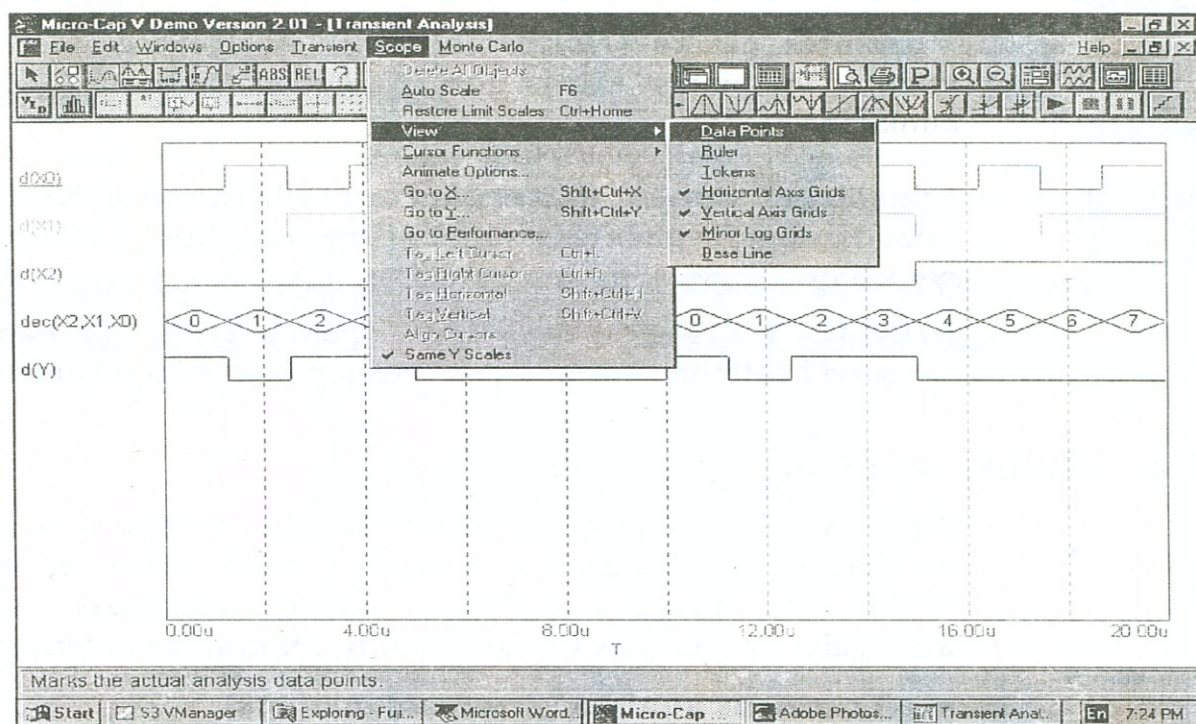 Micro-Cap V Demo Version 2.01 - [Transient Analysis]
File Edit Windows Options Transient Scope Monte Carlo Help
ABS REL ?
Delete All Objects
Auto Scale F6
Restore Limit Scales Ctrl+Home
View
Cursor Functions
Animate Options...
Go to X... Shift+Ctrl+X
Go to Y... Shift+Ctrl+Y
Go to Performance...
Tag Left Cursor Ctrl+L
Tag Right Cursor Ctrl+R
Tag Horizontal Shift+Ctrl+H
Tag Vertical Shift+Ctrl+V
Align Cursors
Same Y Scales
Data Points
Ruler
Tokens
Horizontal Axis Grids
Vertical Axis Grids
Minor Log Grids
Base Line
d(X0)
d(X1)
d(X2)
dec(X2,X1,X0) 0 1 2 0 1 2 3 4 5 6 7
d(Y)
0.00u 4.00u 8.00u 12.00u 16.00u 20.00u
T
Marks the actual analysis data points.
Start S3 VManager Exploring - Fuj... Microsoft Word... Micro-Cap ... Adobe Photos... Transient Anal... En 7:24 PM